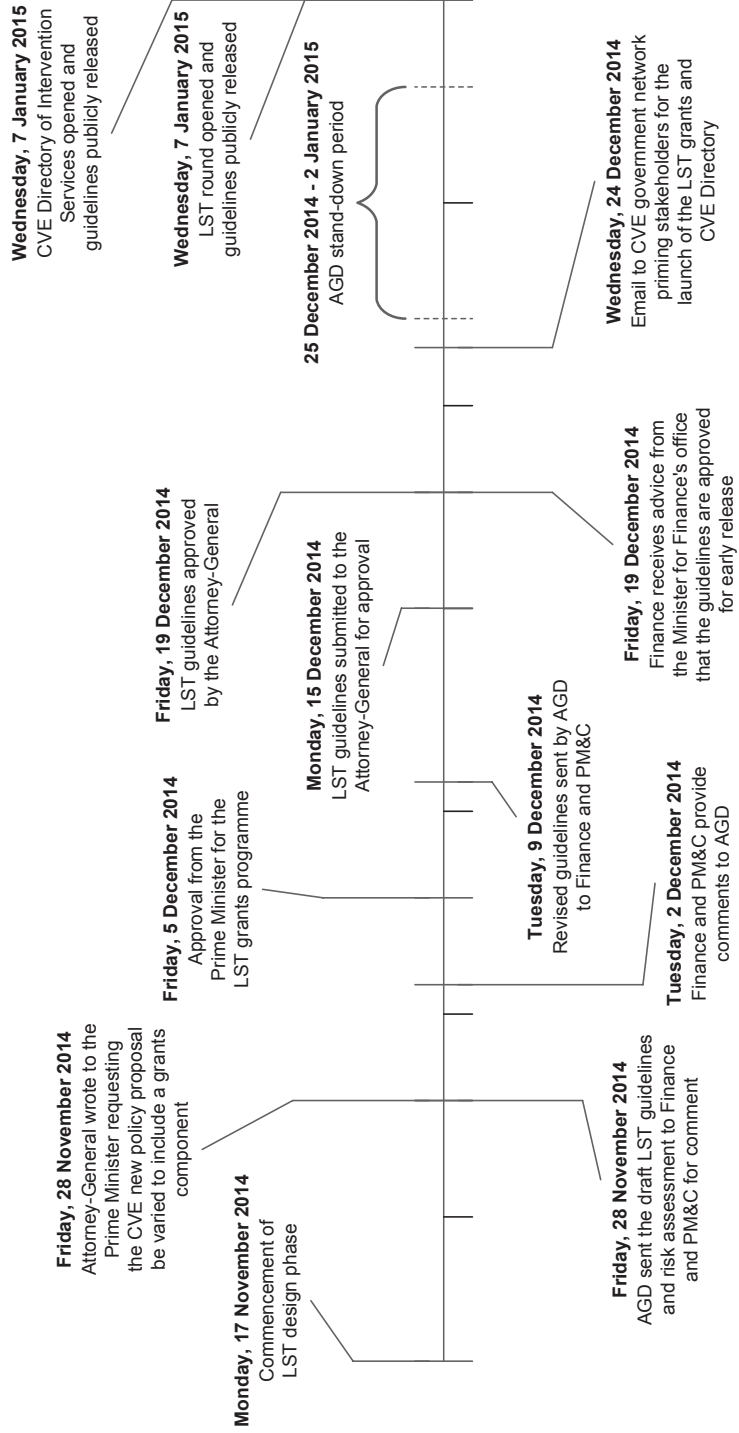 Monday, 17 November 2014
Commencement of
LST design phase
Friday, 28 November 2014
Attorney-General wrote to the
Prime Minister requesting
the CVE new policy proposal
be varied to include a grants
component
Friday, 28 November 2014
AGD sent the draft LST guidelines
and risk assessment to Finance
and PM&C for comment
Tuesday, 2 December 2014
Finance and PM&C provide
comments to AGD
Friday, 5 December 2014
Approval from the
Prime Minister for the
LST grants programme
Tuesday, 9 December 2014
Revised guidelines sent by AGD
to Finance and PM&C
Monday, 15 December 2014
LST guidelines submitted to the
Attorney-General for approval
Friday, 19 December 2014
LST guidelines approved
by the Attorney-General
Friday, 19 December 2014
Finance receives advice from
the Minister for Finance's office
that the guidelines are approved
for early release
Wednesday, 24 December 2014
Email to CVE government network
priming stakeholders for the
launch of the LST grants and
CVE Directory
25 December 2014 - 2 January 2015
AGD stand-down period
Wednesday, 7 January 2015
CVE Directory of Intervention
Services opened and
guidelines publicly released
Wednesday, 7 January 2015
LST round opened and
guidelines publicly released